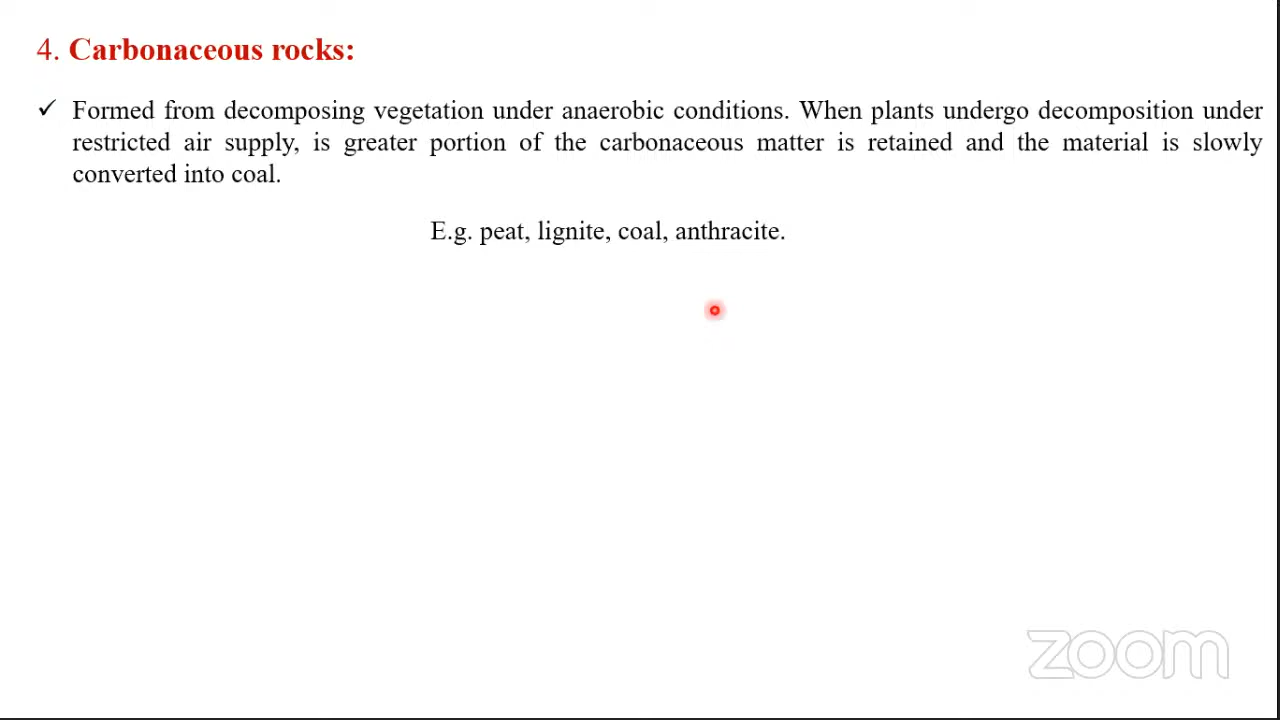 4. Carbonaceous rocks:
✓ Formed from decomposing vegetation under anaerobic conditions. When plants undergo decomposition under
restricted air supply, is greater portion of the carbonaceous matter is retained and the material is slowly
converted into coal.
E.g. peat, lignite, coal, anthracite.
zoom